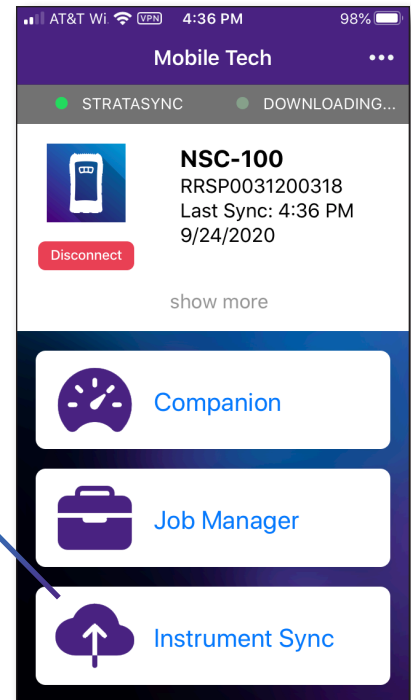 AT&T Wi. VPN 4:36 PM 98%
Mobile Tech
STRATASYNC DOWNLOADING...
NSC-100
RRSP0031200318
Last Sync: 4:36 PM
9/24/2020
Disconnect
show more
Companion
Job Manager
Instrument Sync